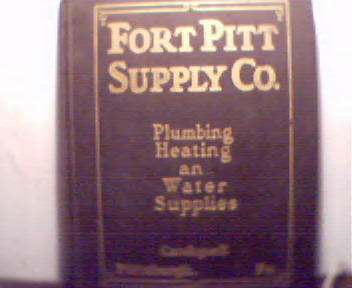 FORT PITT
SUPPLY CO.
Plumbing
Heating
an
Water
Supplies